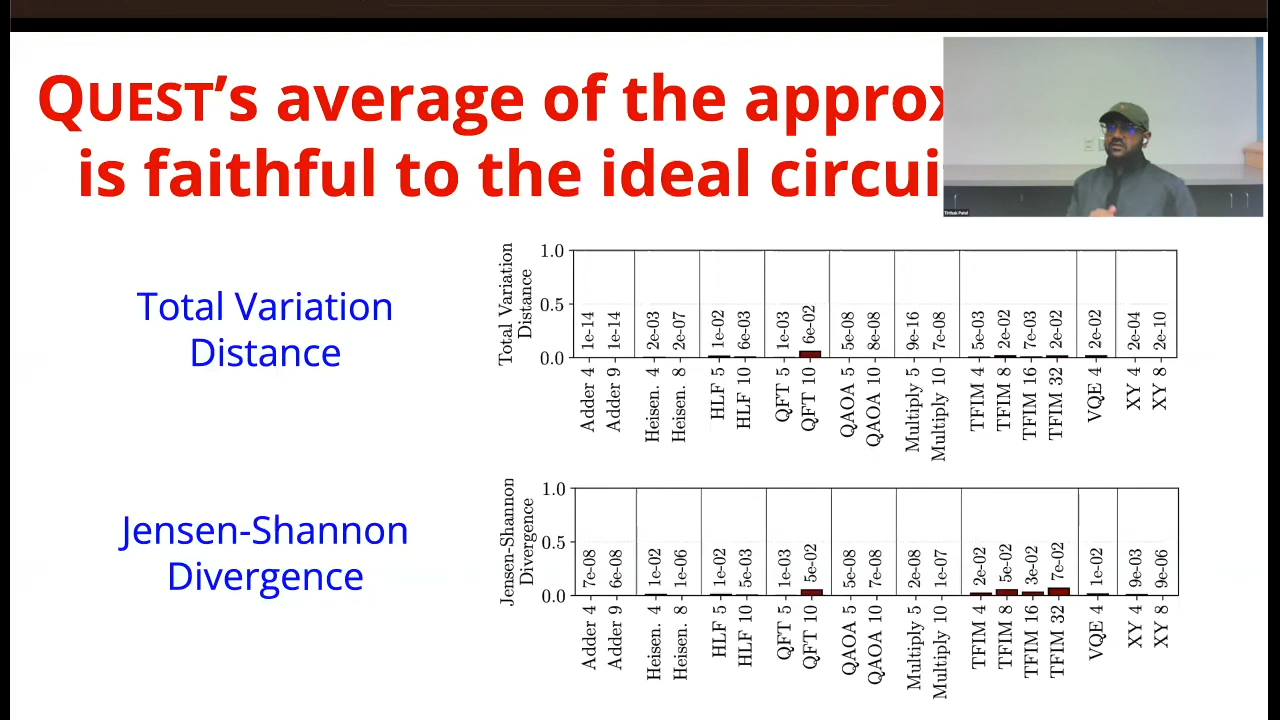 QUEST's average of the approx
is faithful to the ideal circui
Tirthak Patel
Total Variation
Distance
Total Variation
Distance
1.0
0.5
0.0
1e-14
1e-14
2e-03
2e-07
1e-02
6e-03
1e-03
6e-02
5e-08
8e-08
9e-16
7e-08
5e-03
2e-02
7e-03
2e-02
2e-02
2e-04
2e-10
Adder 4
Adder 9
Heisen. 4
Heisen. 8
HLF 5
HLF 10
QFT 5
QFT 10
QAOA 5
QAOA 10
Multiply 5
Multiply 10
TFIM 4
TFIM 8
TFIM 16
TFIM 32
VQE 4
XY 4
XY 8
Jensen-Shannon
Divergence
Jensen-Shannon
Divergence
1.0
0.5
0.0
7e-08
6e-08
1e-02
1e-06
1e-02
5e-03
1e-03
5e-02
5e-08
7e-08
2e-08
1e-07
2e-02
5e-02
3e-02
7e-02
1e-02
9e-03
9e-06
Adder 4
Adder 9
Heisen. 4
Heisen. 8
HLF 5
HLF 10
QFT 5
QFT 10
QAOA 5
QAOA 10
Multiply 5
Multiply 10
TFIM 4
TFIM 8
TFIM 16
TFIM 32
VQE 4
XY 4
XY 8